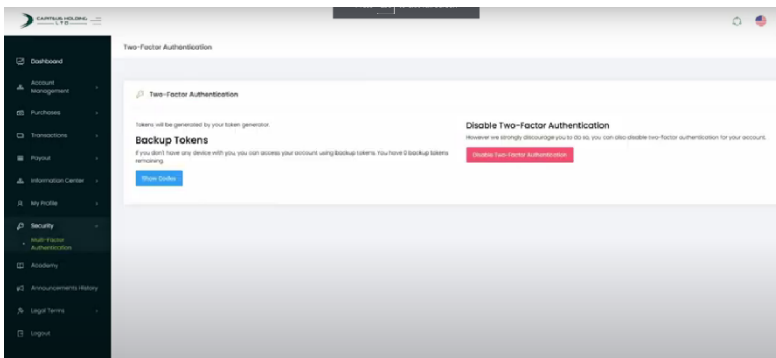 CAPITALIS HOLDING
LTD
Two-Factor Authentication
Dashboard
Account
Management
Purchases
Transactions
Payout
Information Center
My Profile
Security
Multi-Factor
Authentication
Academy
Announcements History
Legal Terms
Logout
Two-Factor Authentication
Tokens will be generated by your token generator.
Backup Tokens
If you don't have any device with you, you can access your account using backup tokens. You have 0 backup tokens
remaining.
Show Codes
Disable Two-Factor Authentication
However we strongly discourage you to do so, you can also disable two-factor authentication for your account.
Disable Two-Factor Authentication